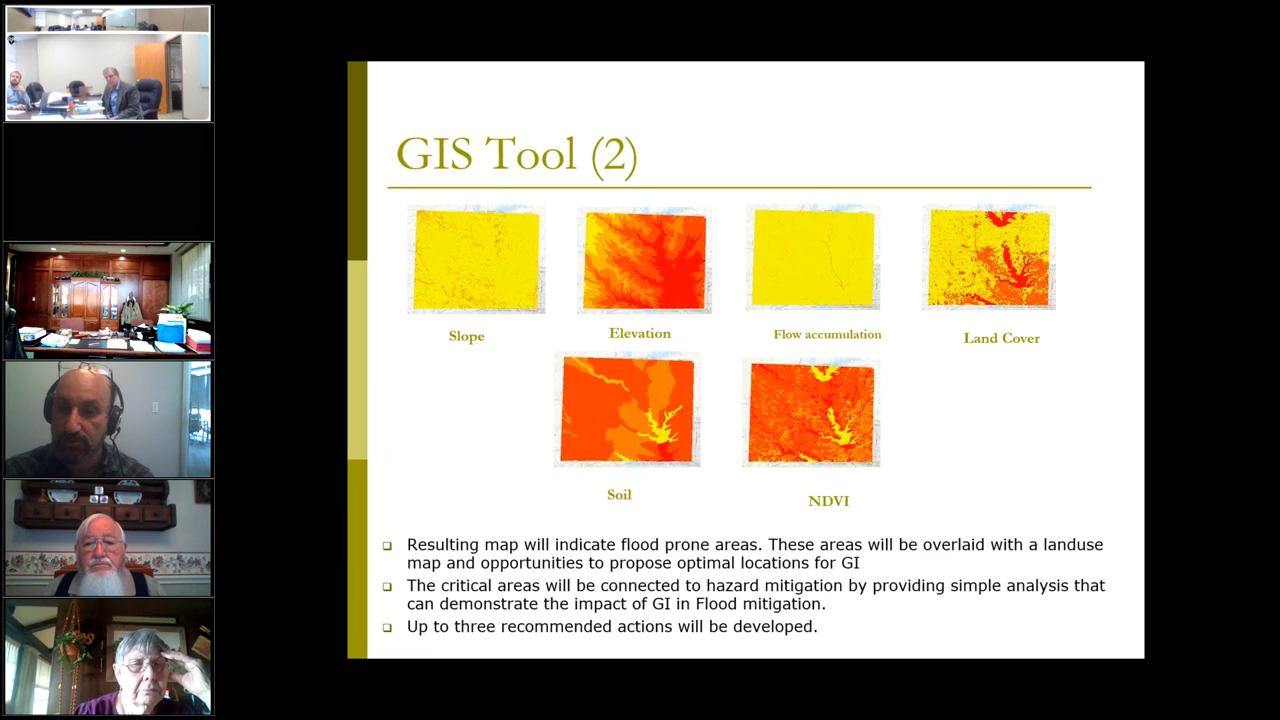 GIS Tool (2)
Slope
Elevation
Flow accumulation
Land Cover
Soil
NDVI
❑ Resulting map will indicate flood prone areas. These areas will be overlaid with a landuse
map and opportunities to propose optimal locations for GI
❑ The critical areas will be connected to hazard mitigation by providing simple analysis that
can demonstrate the impact of GI in Flood mitigation.
❑ Up to three recommended actions will be developed.